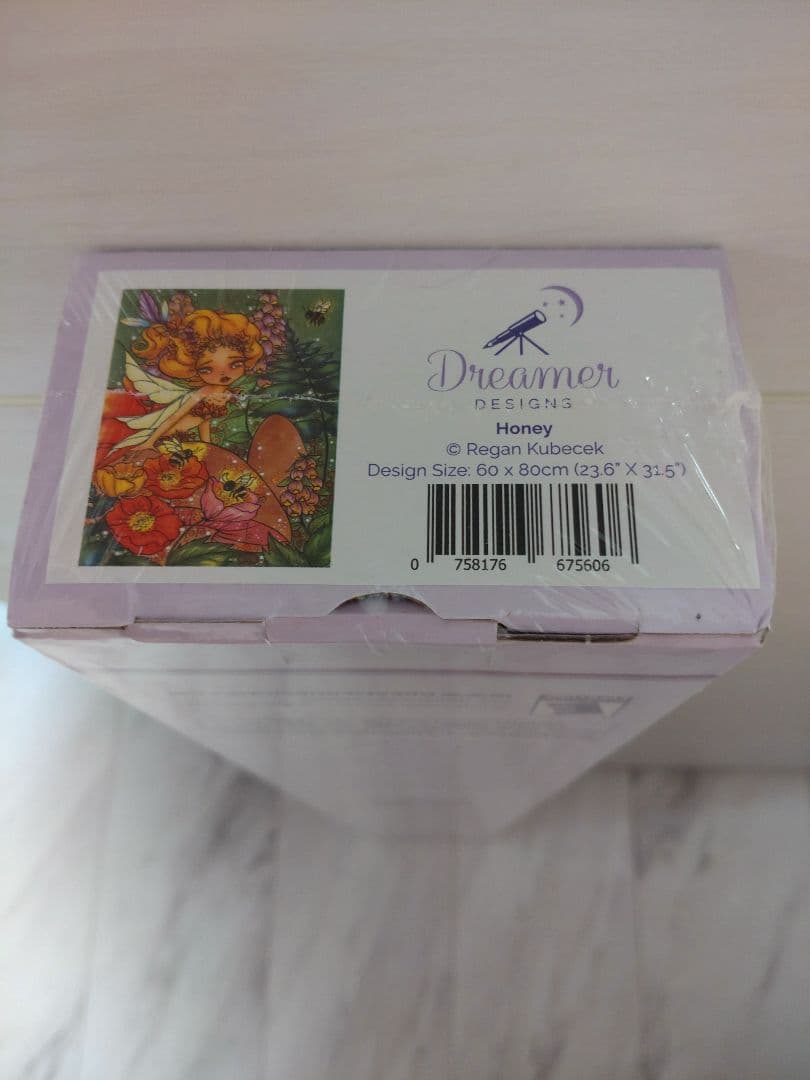 Dreamer
DESIGNS
Honey
© Regan Kubecek
Design Size: 60 x 80cm (23.6" X 31.5")
0 758176 675606